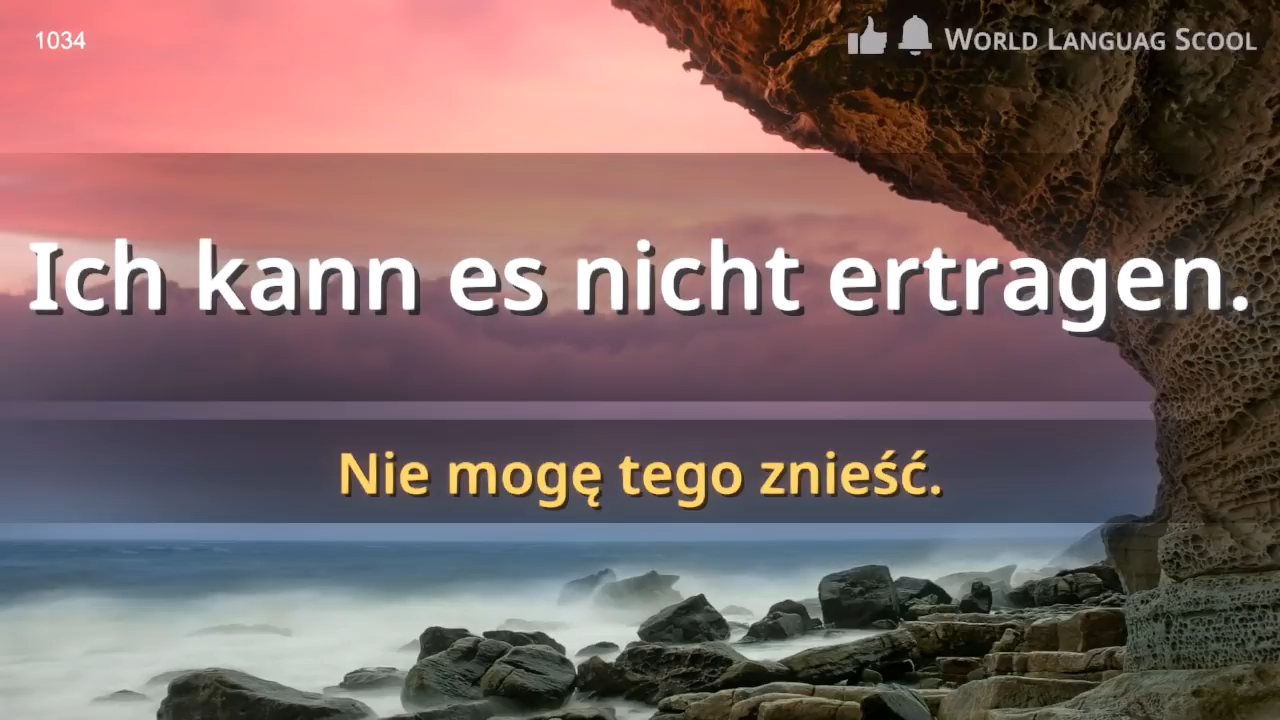 1034
World Languag Scool
Ich kann es nicht ertragen.
Nie mogę tego znieść.